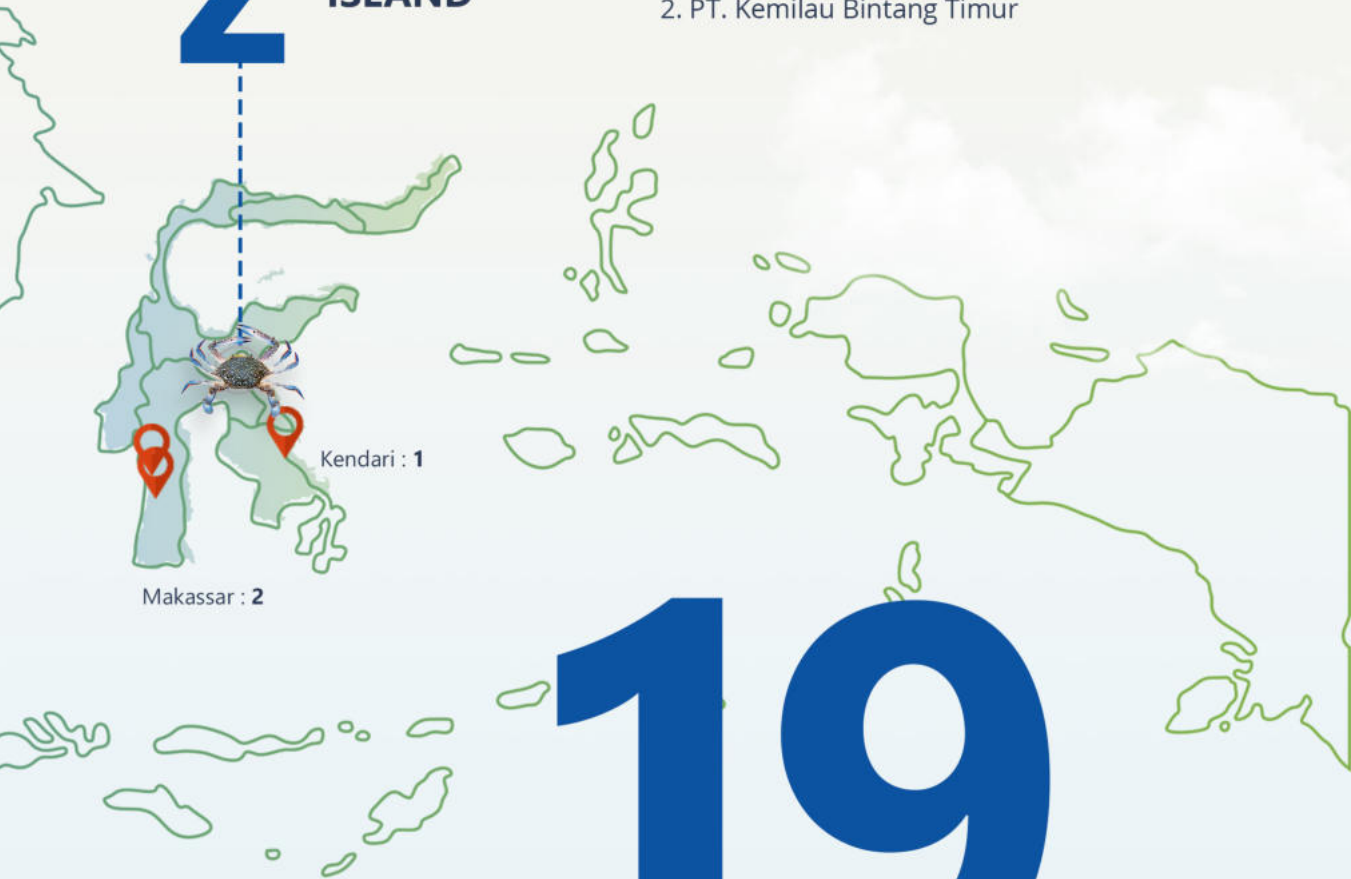 2
ISLAND
2. PT. Kemilau Bintang Timur
Kendari : 1
Makassar : 2
19